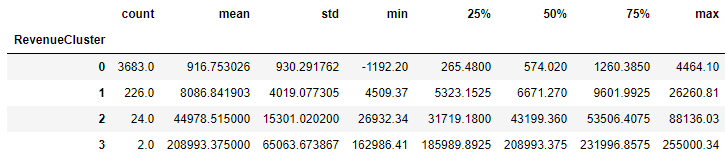 count mean std min 25% 50% 75% max
RevenueCluster
0 3683.0 916.753026 930.291762 -1192.20 265.4800 574.020 1260.3850 4464.10
1 226.0 8086.841903 4019.077305 4509.37 5323.1525 6671.270 9601.9925 26260.81
2 24.0 44978.515000 15301.020200 26932.34 31719.1800 43199.360 53506.4075 88136.03
3 2.0 208993.375000 65063.673867 162986.41 185989.8925 208993.375 231996.8575 255000.34